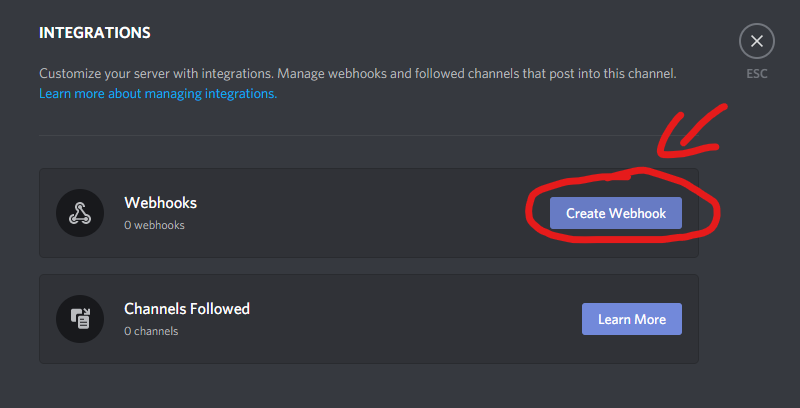 INTEGRATIONS
Customize your server with integrations. Manage webhooks and followed channels that post into this channel.
Learn more about managing integrations.
ESC
Webhooks
0 webhooks
Create Webhook
Channels Followed
0 channels
Learn More